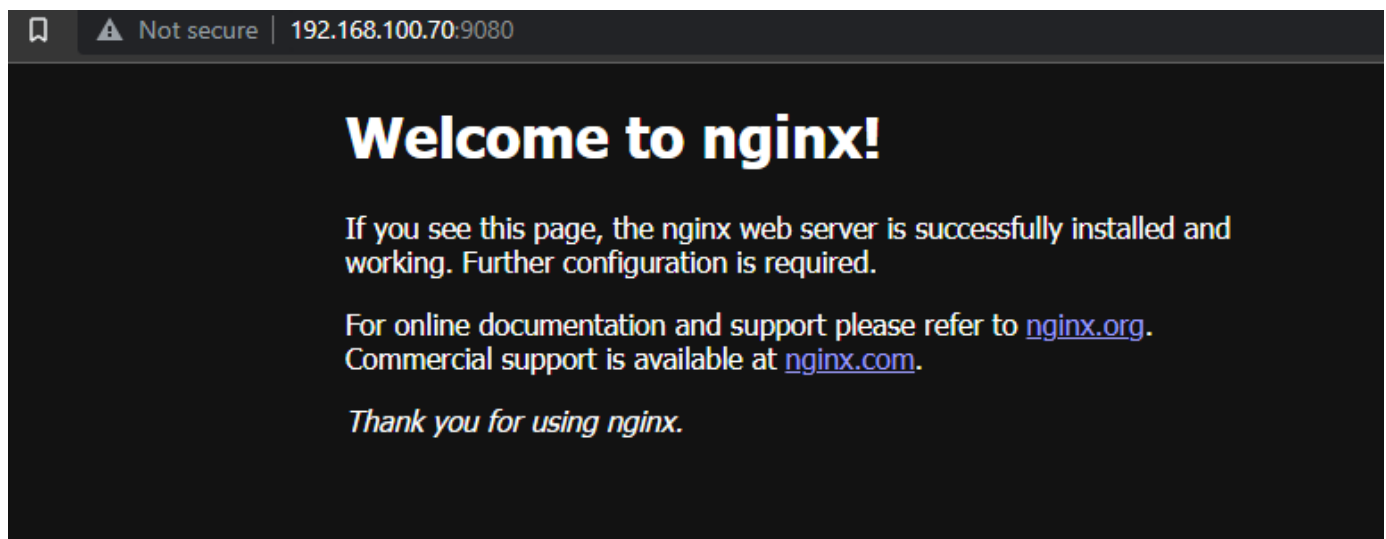 Not secure 192.168.100.70:9080
Welcome to nginx!
If you see this page, the nginx web server is successfully installed and
working. Further configuration is required.
For online documentation and support please refer to nginx.org.
Commercial support is available at nginx.com.
Thank you for using nginx.